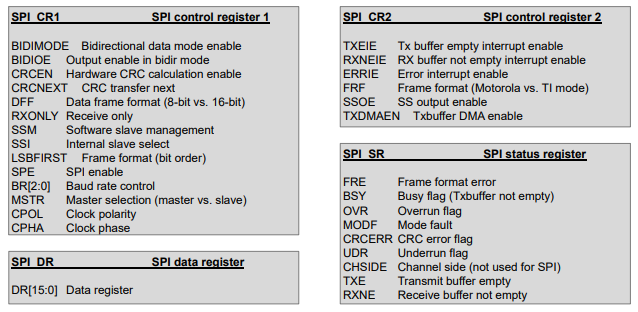 SPI_CR1 SPI control register 1
BIDIMODE Bidirectional data mode enable
BIDIOE Output enable in bidir mode
CRCEN Hardware CRC calculation enable
CRCNEXT CRC transfer next
DFF Data frame format (8-bit vs. 16-bit)
RXONLY Receive only
SSM Software slave management
SSI Internal slave select
LSBFIRST Frame format (bit order)
SPE SPI enable
BR[2:0] Baud rate control
MSTR Master selection (master vs. slave)
CPOL Clock polarity
CPHA Clock phase
SPI_DR SPI data register
DR[15:0] Data register
SPI_CR2 SPI control register 2
TXEIE Tx buffer empty interrupt enable
RXNEIE RX buffer not empty interrupt enable
ERRIE Error interrupt enable
FRF Frame format (Motorola vs. TI mode)
SSOE SS output enable
TXDMAEN Txbuffer DMA enable
SPI_SR SPI status register
FRE Frame format error
BSY Busy flag (Txbuffer not empty)
OVR Overrun flag
MODF Mode fault
CRCERR CRC error flag
UDR Underrun flag
CHSIDE Channel side (not used for SPI)
TXE Transmit buffer empty
RXNE Receive buffer not empty